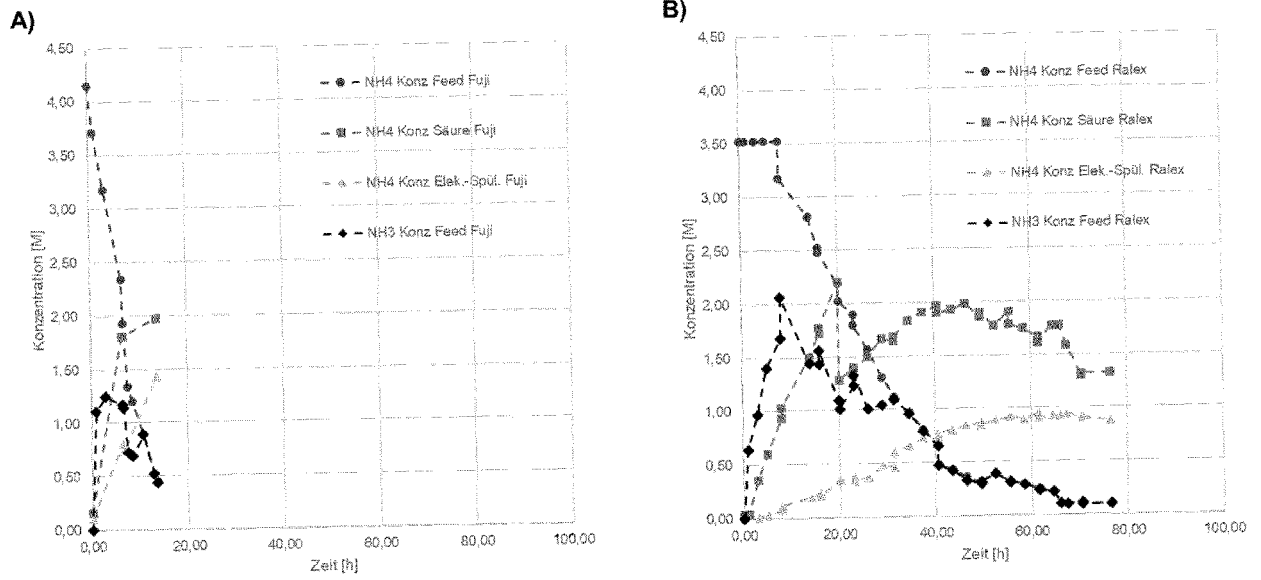 A)
4,50
4,00
3,50
3,00
2,50
2,00
1,50
1,00
0,50
0,00
Konzentration [M]
0,00 20,00 40,00 60,00 80,00 100,00
Zeit [h]
NH4 Konz Feed Fuji
NH4 Konz Säure Fuji
NH4 Konz Elek.-Spül. Fuji
NH3 Konz Feed Fuji
B)
4,50
4,00
3,50
3,00
2,50
2,00
1,50
1,00
0,50
0,00
Konzentration [M]
0,00 20,00 40,00 60,00 80,00 100,00
Zeit [h]
NH4 Konz Feed Ralex
NH4 Konz Säure Ralex
NH4 Konz Elek.-Spül. Ralex
NH3 Konz Feed Ralex